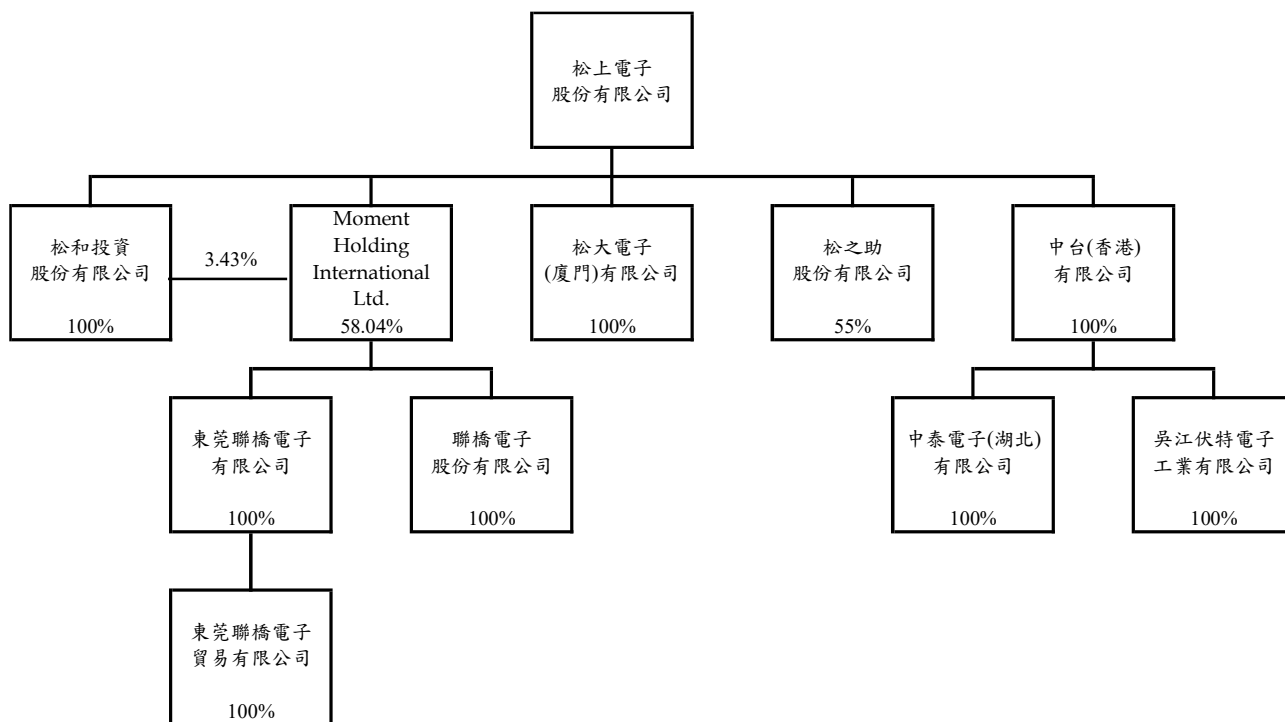 松上電子
股份有限公司
松和投資
股份有限公司
100%
3.43%
Moment
Holding
International
Ltd.
58.04%
松大電子
(廈門)有限公司
100%
松之助
股份有限公司
55%
中台(香港)
有限公司
100%
東莞聯橋電子
有限公司
100%
聯橋電子
股份有限公司
100%
中泰電子(湖北)
有限公司
100%
吳江伏特電子
工業有限公司
100%
東莞聯橋電子
貿易有限公司
100%